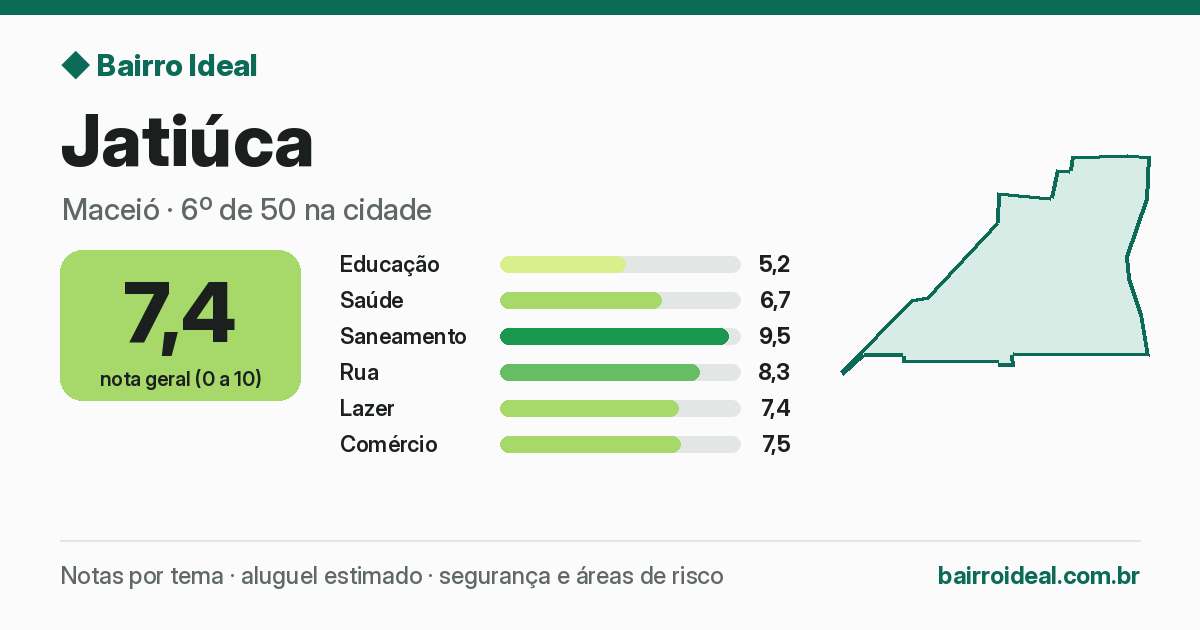 Bairro Ideal
Jatiúca
Maceió · 6º de 50 na cidade
7,4
nota geral (0 a 10)
Educação 5,2
Saúde 6,7
Saneamento 9,5
Rua 8,3
Lazer 7,4
Comércio 7,5
Notas por tema · aluguel estimado · segurança e áreas de risco
bairroideal.com.br